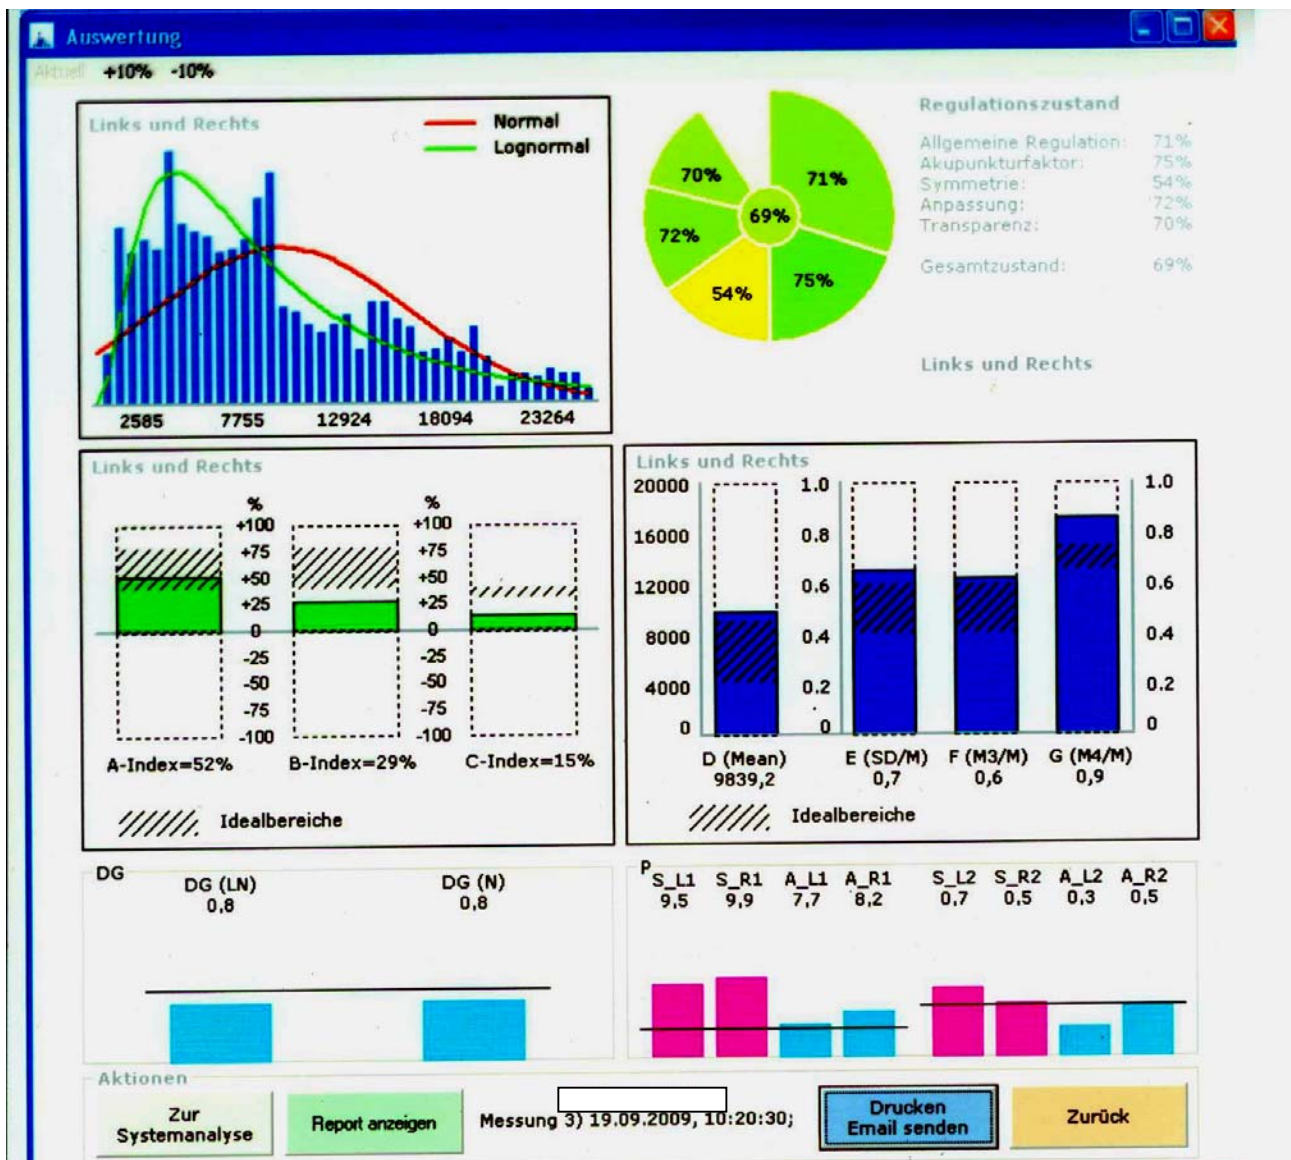 Auswertung
Aktuell +10% -10%
Links und Rechts
Normal
Lognormal
2585 7755 12924 18094 23264
70% 71%
69%
72%
54% 75%
Regulationszustand
Allgemeine Regulation: 71%
Akupunkturfaktor: 75%
Symmetrie: 54%
Anpassung: 72%
Transparenz: 70%
Gesamtzustand: 69%
Links und Rechts
Links und Rechts
% %
+100 +100
+75 +75
+50 +50
+25 +25
0 0
-25 -25
-50 -50
-75 -75
-100 -100
A-Index=52% B-Index=29% C-Index=15%
Idealbereiche
Links und Rechts
20000 1.0 1.0
16000 0.8 0.8
12000 0.6 0.6
8000 0.4 0.4
4000 0.2 0.2
0 0 0
D (Mean) E (SD/M) F (M3/M) G (M4/M)
9839,2 0,7 0,6 0,9
Idealbereiche
DG
DG (LN) DG (N)
0,8 0,8
P
S_L1 S_R1 A_L1 A_R1 S_L2 S_R2 A_L2 A_R2
9,5 9,9 7,7 8,2 0,7 0,5 0,3 0,5
Aktionen
Zur
Systemanalyse
Report anzeigen
Messung 3) 19.09.2009, 10:20:30;
Drucken
Email senden
Zurück